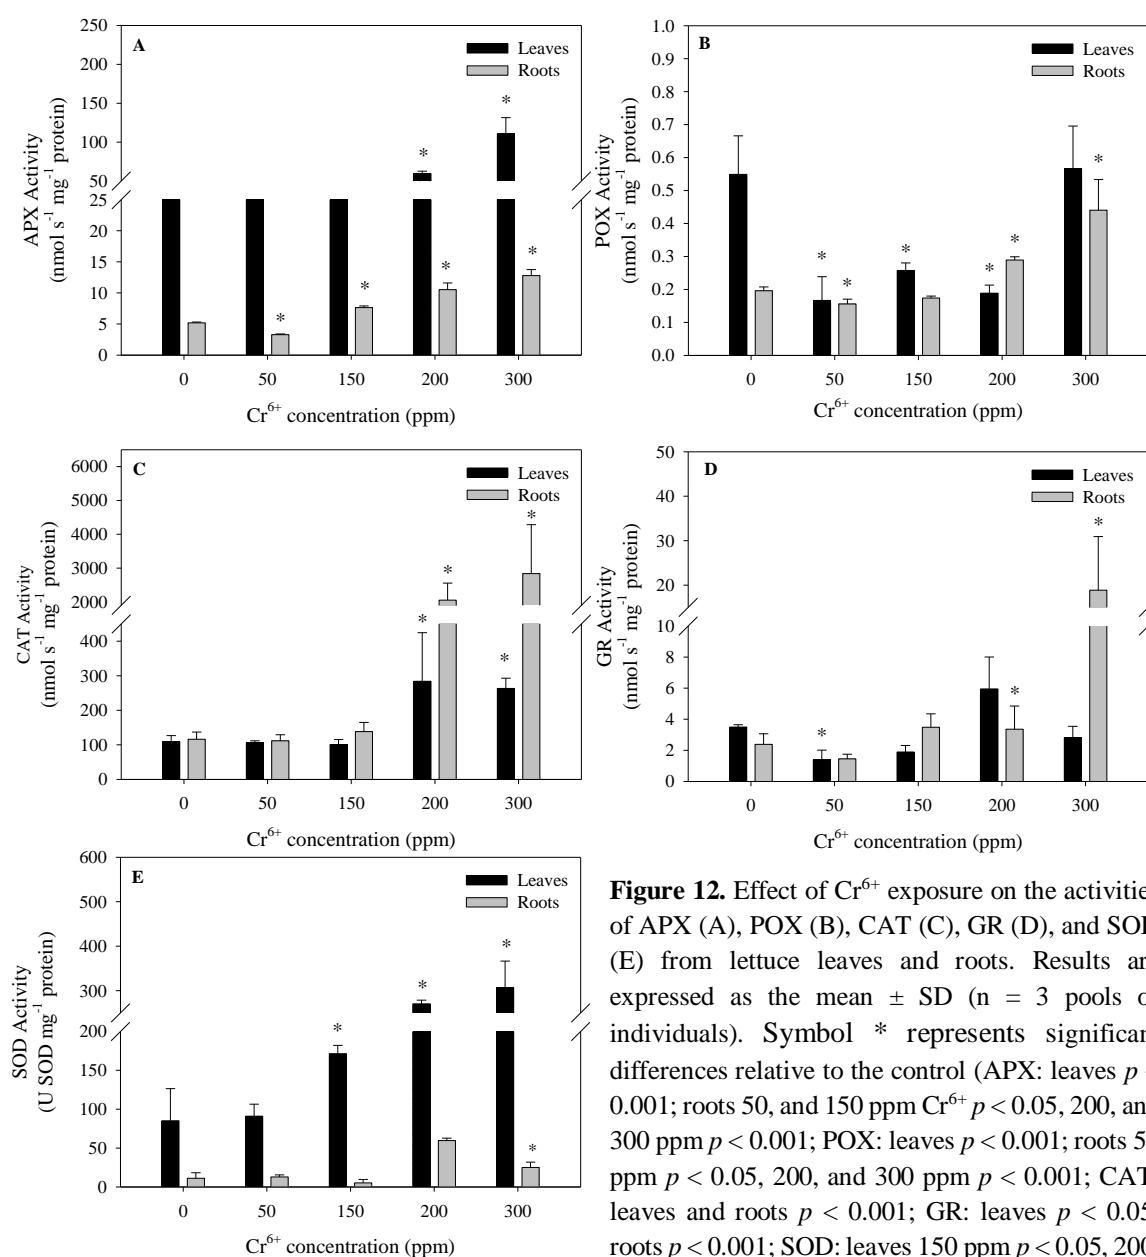 A
Leaves
Roots
250
200
150
100
50
25
20
15
10
5
0
*
*
*
*
*
*
APX Activity
(nmol s⁻¹ mg⁻¹ protein)
0 50 150 200 300
Cr⁶⁺ concentration (ppm)
B
Leaves
Roots
1.0
0.9
0.8
0.7
0.6
0.5
0.4
0.3
0.2
0.1
0.0
*
*
*
*
*
*
POX Activity
(nmol s⁻¹ mg⁻¹ protein)
0 50 150 200 300
Cr⁶⁺ concentration (ppm)
C
Leaves
Roots
6000
5000
4000
3000
2000
400
300
200
100
0
*
*
*
*
CAT Activity
(nmol s⁻¹ mg⁻¹ protein)
0 50 150 200 300
Cr⁶⁺ concentration (ppm)
D
Leaves
Roots
50
40
30
20
10
8
6
4
2
0
*
*
*
GR Activity
(nmol s⁻¹ mg⁻¹ protein)
0 50 150 200 300
Cr⁶⁺ concentration (ppm)
E
Leaves
Roots
600
500
400
300
200
150
100
50
0
*
*
*
*
SOD Activity
(U SOD mg⁻¹ protein)
0 50 150 200 300
Cr⁶⁺ concentration (ppm)
Figure 12. Effect of Cr⁶⁺ exposure on the activitie
of APX (A), POX (B), CAT (C), GR (D), and
(E) from lettuce leaves and roots. Results ar
expressed as the mean ± SD (n = 3 pools o
individuals). Symbol * represents significan
differences relative to the control (APX: leaves p
0.001; roots 50, and 150 ppm Cr⁶⁺ p < 0.05, 200, an
300 ppm p < 0.001; POX: leaves p < 0.001; roots 5
ppm p < 0.05, 200, and 300 ppm p < 0.001; CAT
leaves and roots p < 0.001; GR: leaves p < 0.05
roots p < 0.001; SOD: leaves 150 ppm p < 0.05, 200